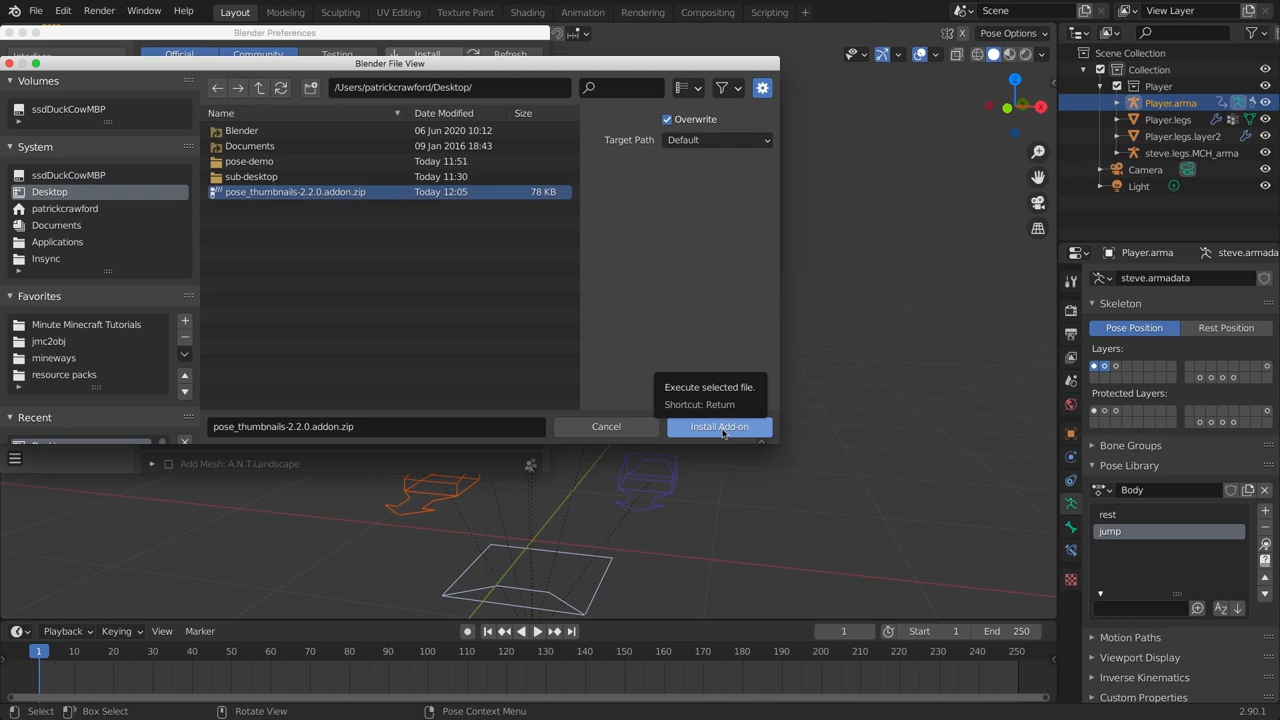 File Edit Render Window Help Layout Modeling Sculpting UV Editing Texture Paint Shading Animation Rendering Compositing Scripting + Scene View Layer
Blender Preferences
Pose Options
Official Community Testing Install Refresh
Blender File View
Volumes
ssdDuckCowMBP
System
ssdDuckCowMBP
Desktop
patrickcrawford
Documents
Applications
Insync
Favorites
Minute Minecraft Tutorials
jmc2obj
mineways
resource packs
Recent
/Users/patrickcrawford/Desktop/
Name Date Modified Size
Blender 06 Jun 2020 10:12
Documents 09 Jan 2016 18:43
pose-demo Today 11:51
sub-desktop Today 11:30
pose_thumbnails-2.2.0.addon.zip Today 12:05 78 KB
Overwrite
Target Path Default
Execute selected file.
Shortcut: Return
pose_thumbnails-2.2.0.addon.zip Cancel Install Add-on
Add Mesh: A.N.T.Landscape
Scene Collection
Collection
Player
Player.arma
Player.legs
Player.legs.layer2
steve.legs.MCH_arma
Camera
Light
Player.arma steve.armada
steve.armadata
Skeleton
Pose Position Rest Position
Layers:
Protected Layers:
Bone Groups
Pose Library
Body
rest
jump
Motion Paths
Viewport Display
Inverse Kinematics
Custom Properties
Playback Keying View Marker 1 Start 1 End 250
1 10 20 30 40 50 60 70 80 90 100 110 120 130 140 150 160 170 180 190 200 210 220 230 240 250
Select Box Select Rotate View Pose Context Menu 2.90.1